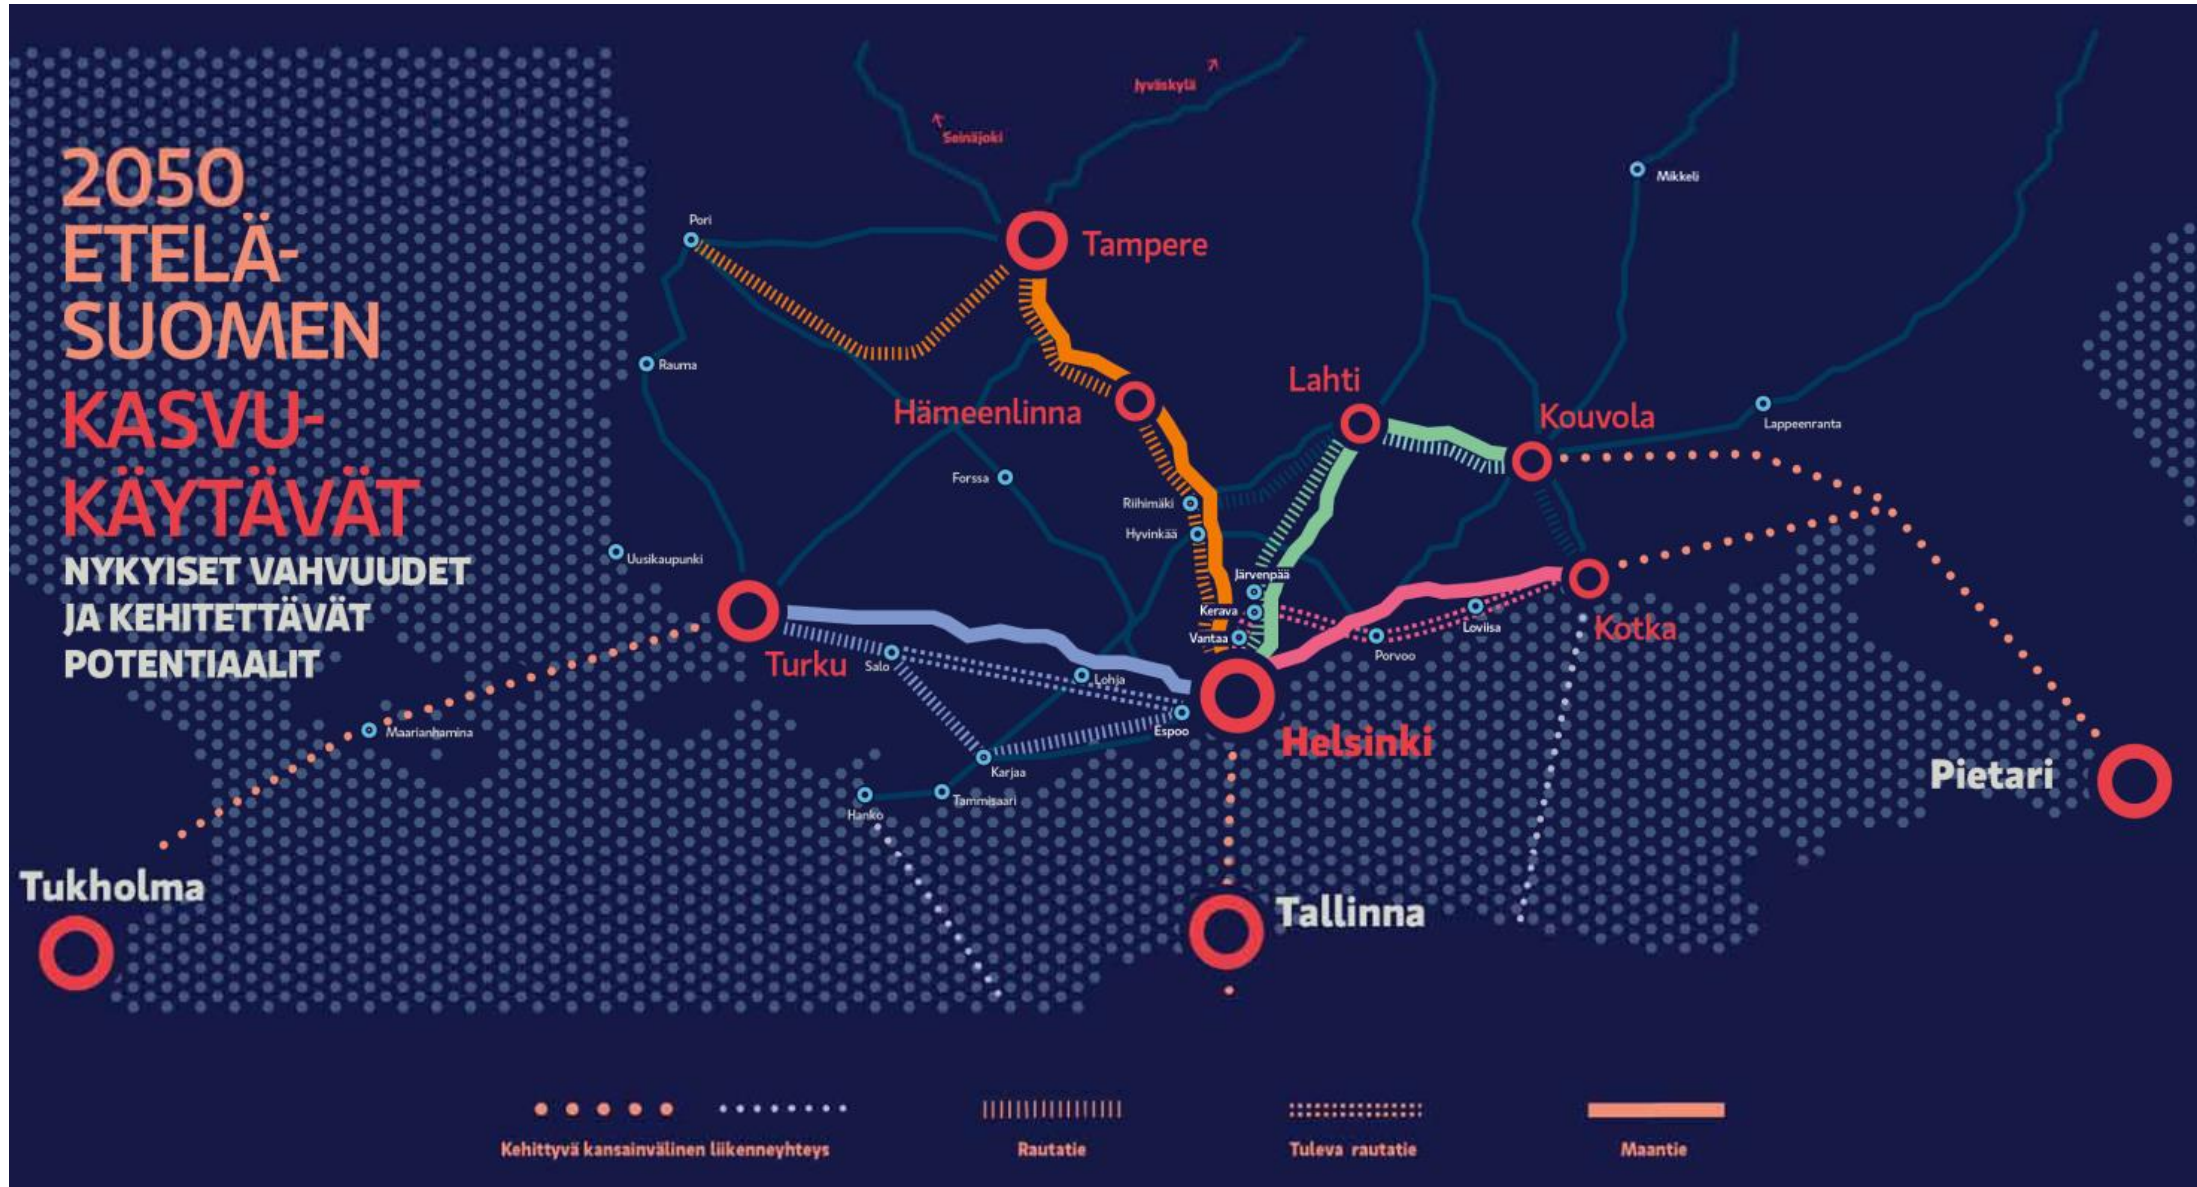 2050
ETELÄ-
SUOMEN
KASVU-
KÄYTÄVÄT
NYKYISET VAHVUUDET
JA KEHITETTÄVÄT
POTENTIAALIT
Jyväskylä
Seinäjoki
Mikkeli
Pori
Tampere
Rauma
Lahti
Hämeenlinna
Kouvola
Lappeenranta
Forssa
Riihimäki
Hyvinkää
Uusikaupunki
Järvenpää
Kerava
Vantaa
Loviisa
Kotka
Porvoo
Turku
Salo
Lohja
Espoo
Maarianhamina
Helsinki
Karjaa
Tammisaari
Hanko
Pietari
Tukholma
Tallinna
Kehittyvä kansainvälinen liikenneyhteys
Rautatie
Tuleva rautatie
Maantie